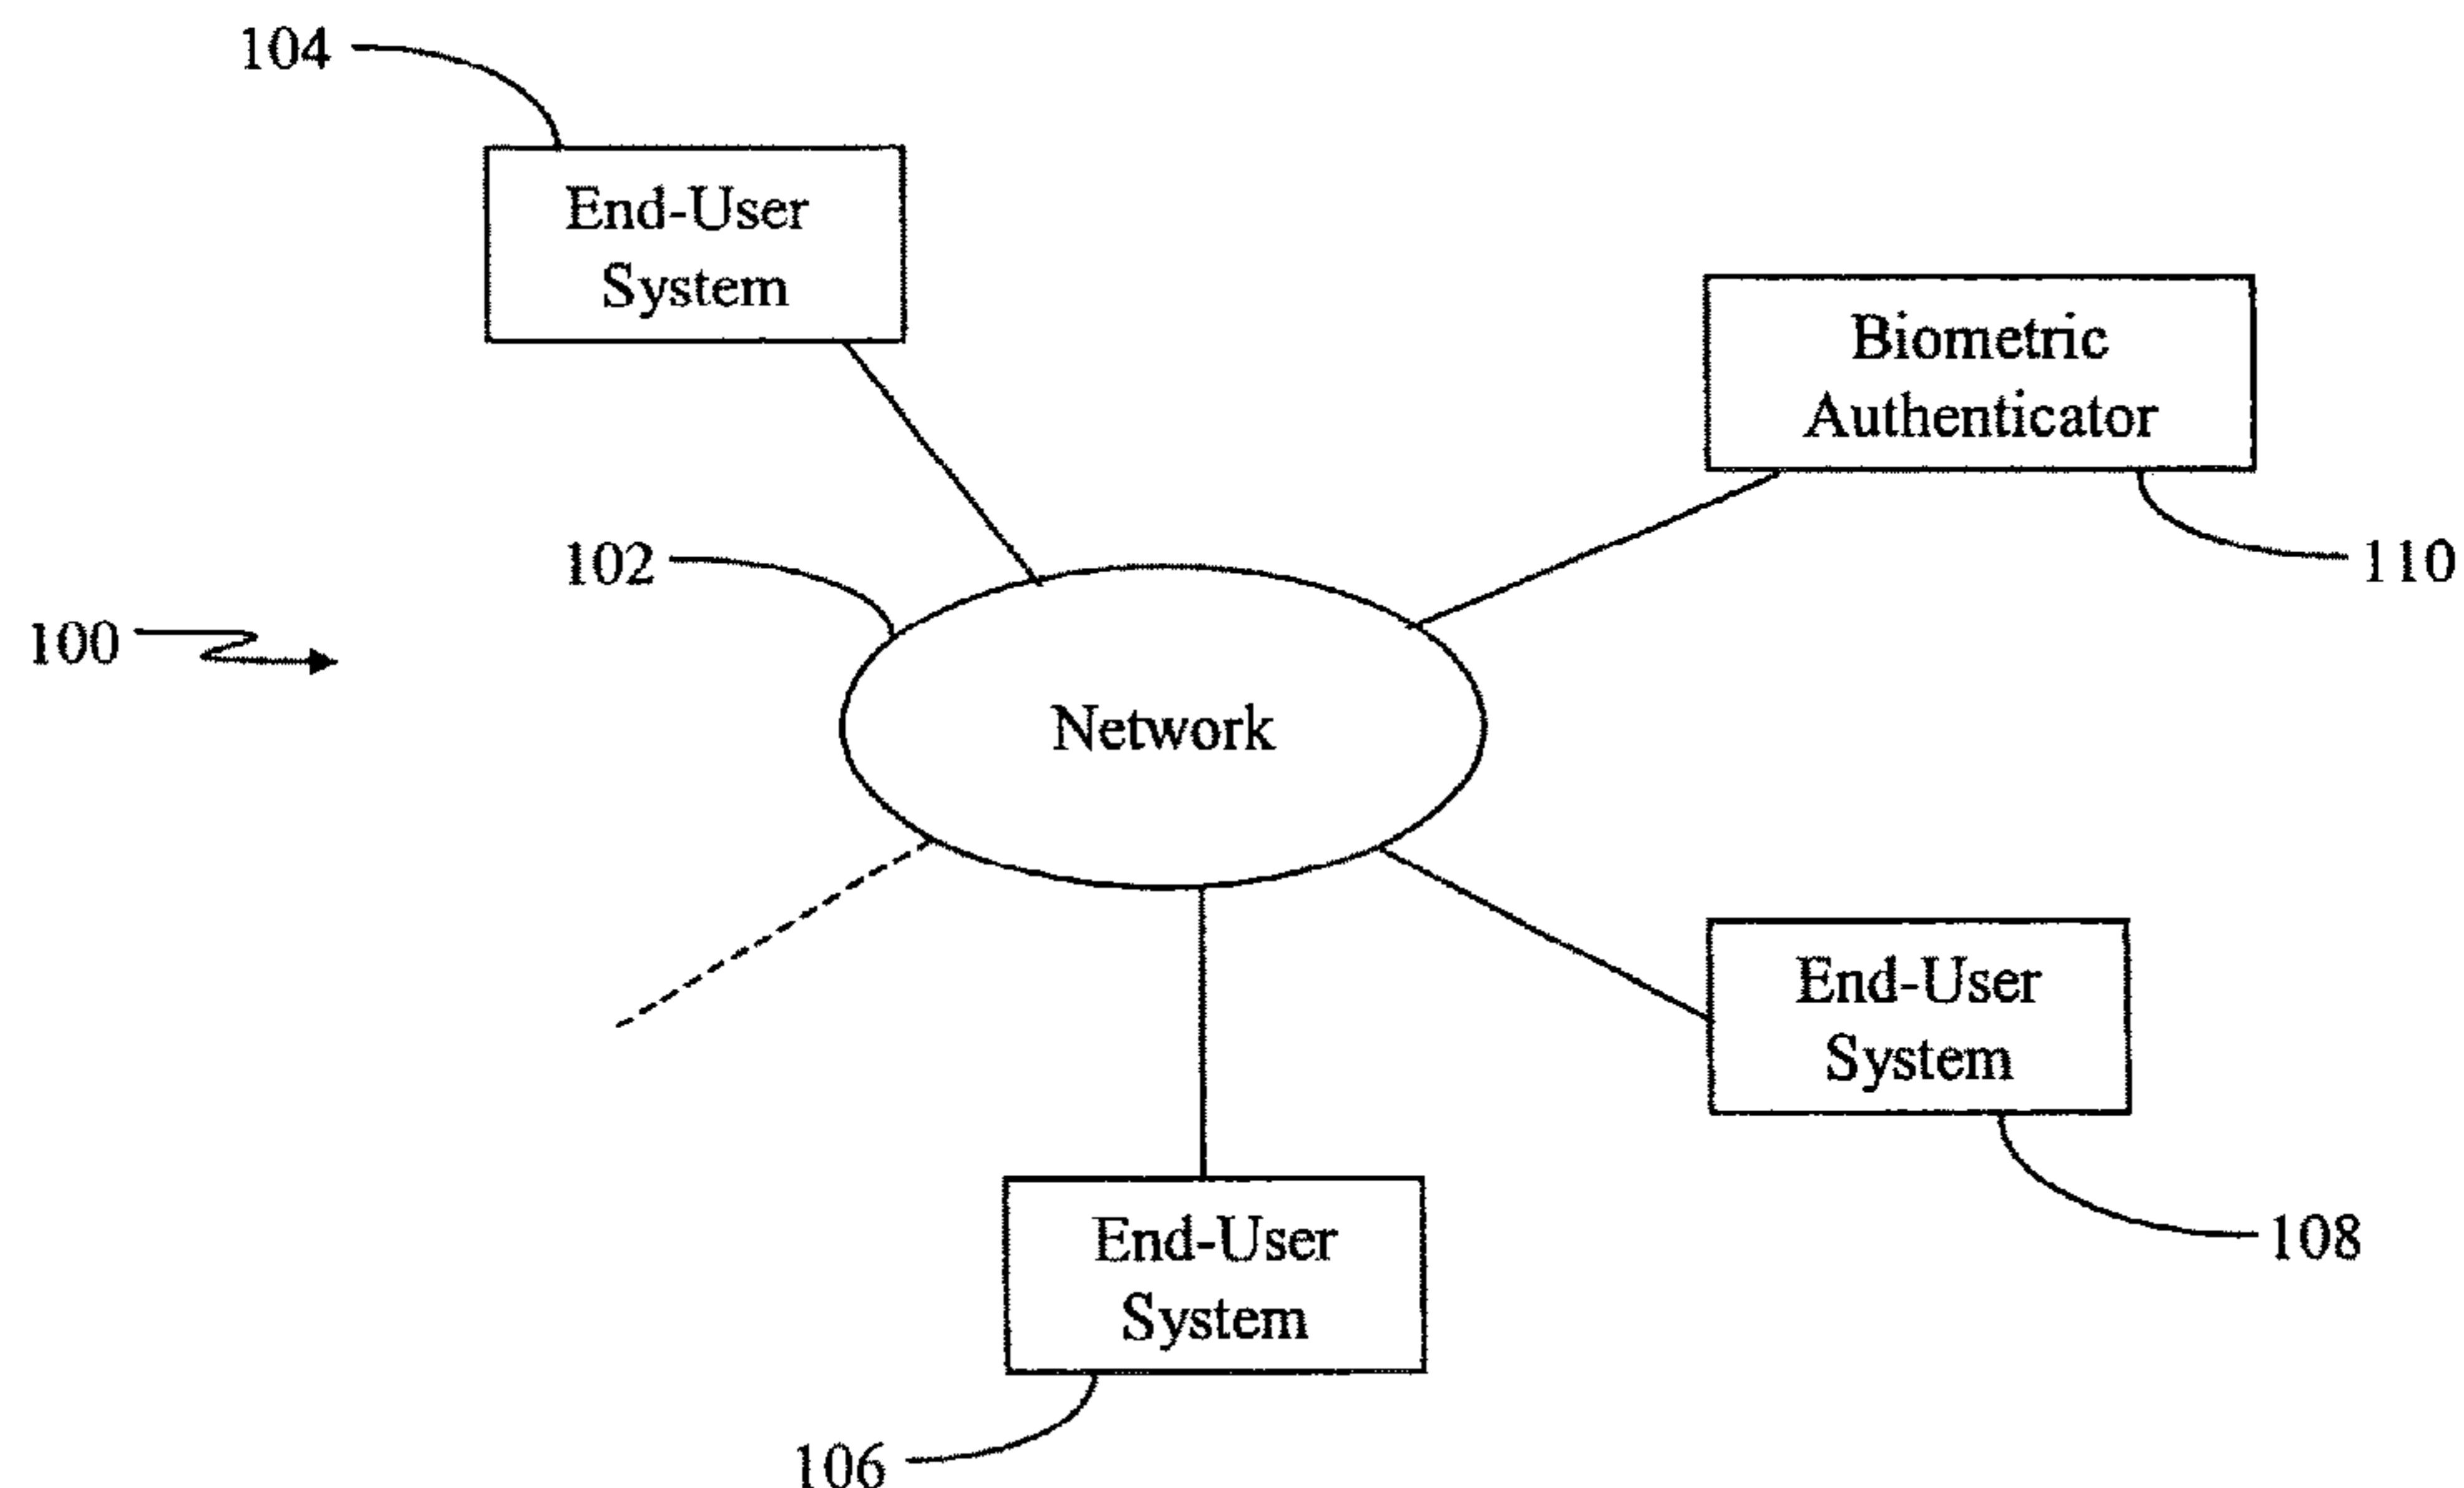 104
End-User
System
Biometric
Authenticator
102
110
100
Network
End-User
System
108
End-User
System
106